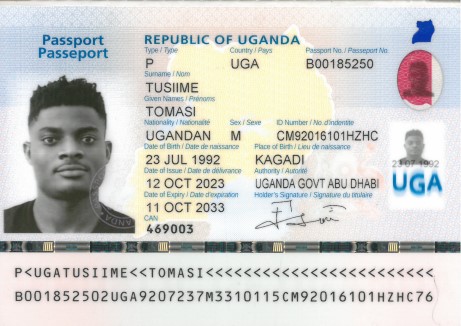 Passport
Passeport
REPUBLIC OF UGANDA
Type / Type Country / Pays Passport No. / Passeport No.
P UGA B00185250
Surname / Nom
TUSIIME
Given Names / Prénoms
TOMASI
Nationality / Nationalité Sex / Sexe ID Number / No. d'identite
UGANDAN M CM92016101HZHC
Date of Birth / Date de naissance Place of Birth / Lieu de naissance
23 JUL 1992 KAGADI
Date of Issue / Date de délivrance Authority / Autorité
12 OCT 2023 UGANDA GOVT ABU DHABI
Date of Expiry / Date d'expiration Holder's Signature / Signature du titulaire
11 OCT 2033
CAN
469003
23 07 1992
UGA
P<UGATUSIIME<<TOMASI<<<<<<<<<<<<<<<<<<<<<<<<
B001852502UGA9207237M3310115CM92016101HZHC76